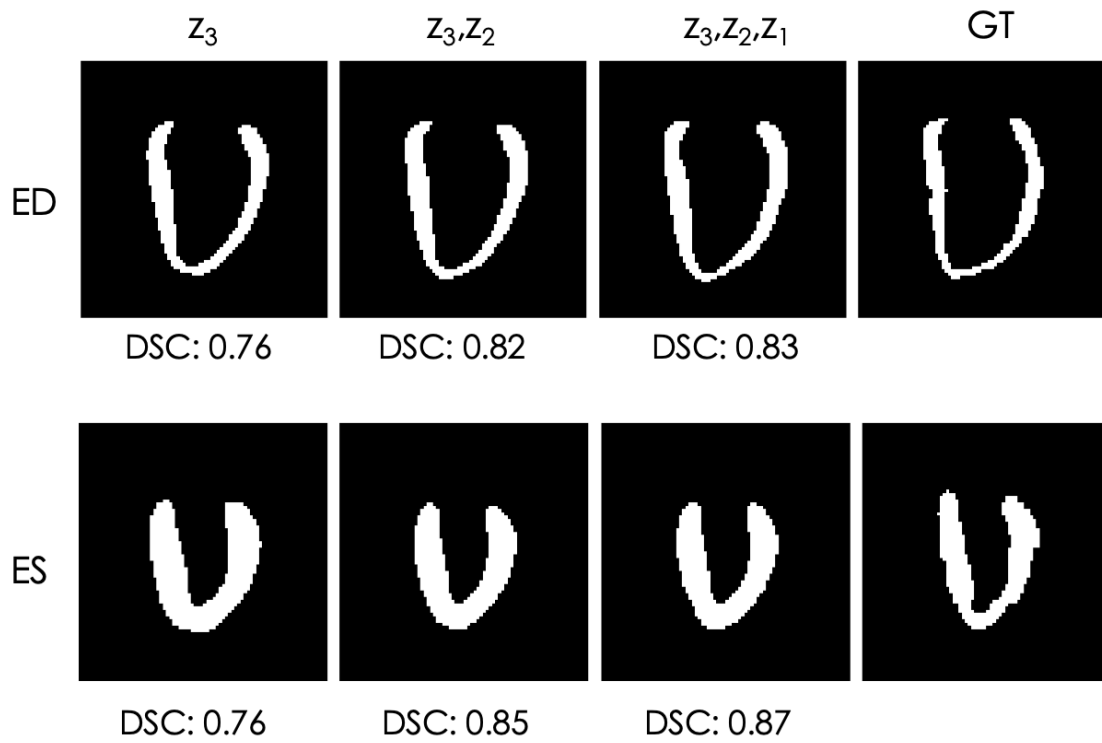 z₃ z₃,z₂ z₃,z₂,z₁ GT
ED
DSC: 0.76 DSC: 0.82 DSC: 0.83
ES
DSC: 0.76 DSC: 0.85 DSC: 0.87